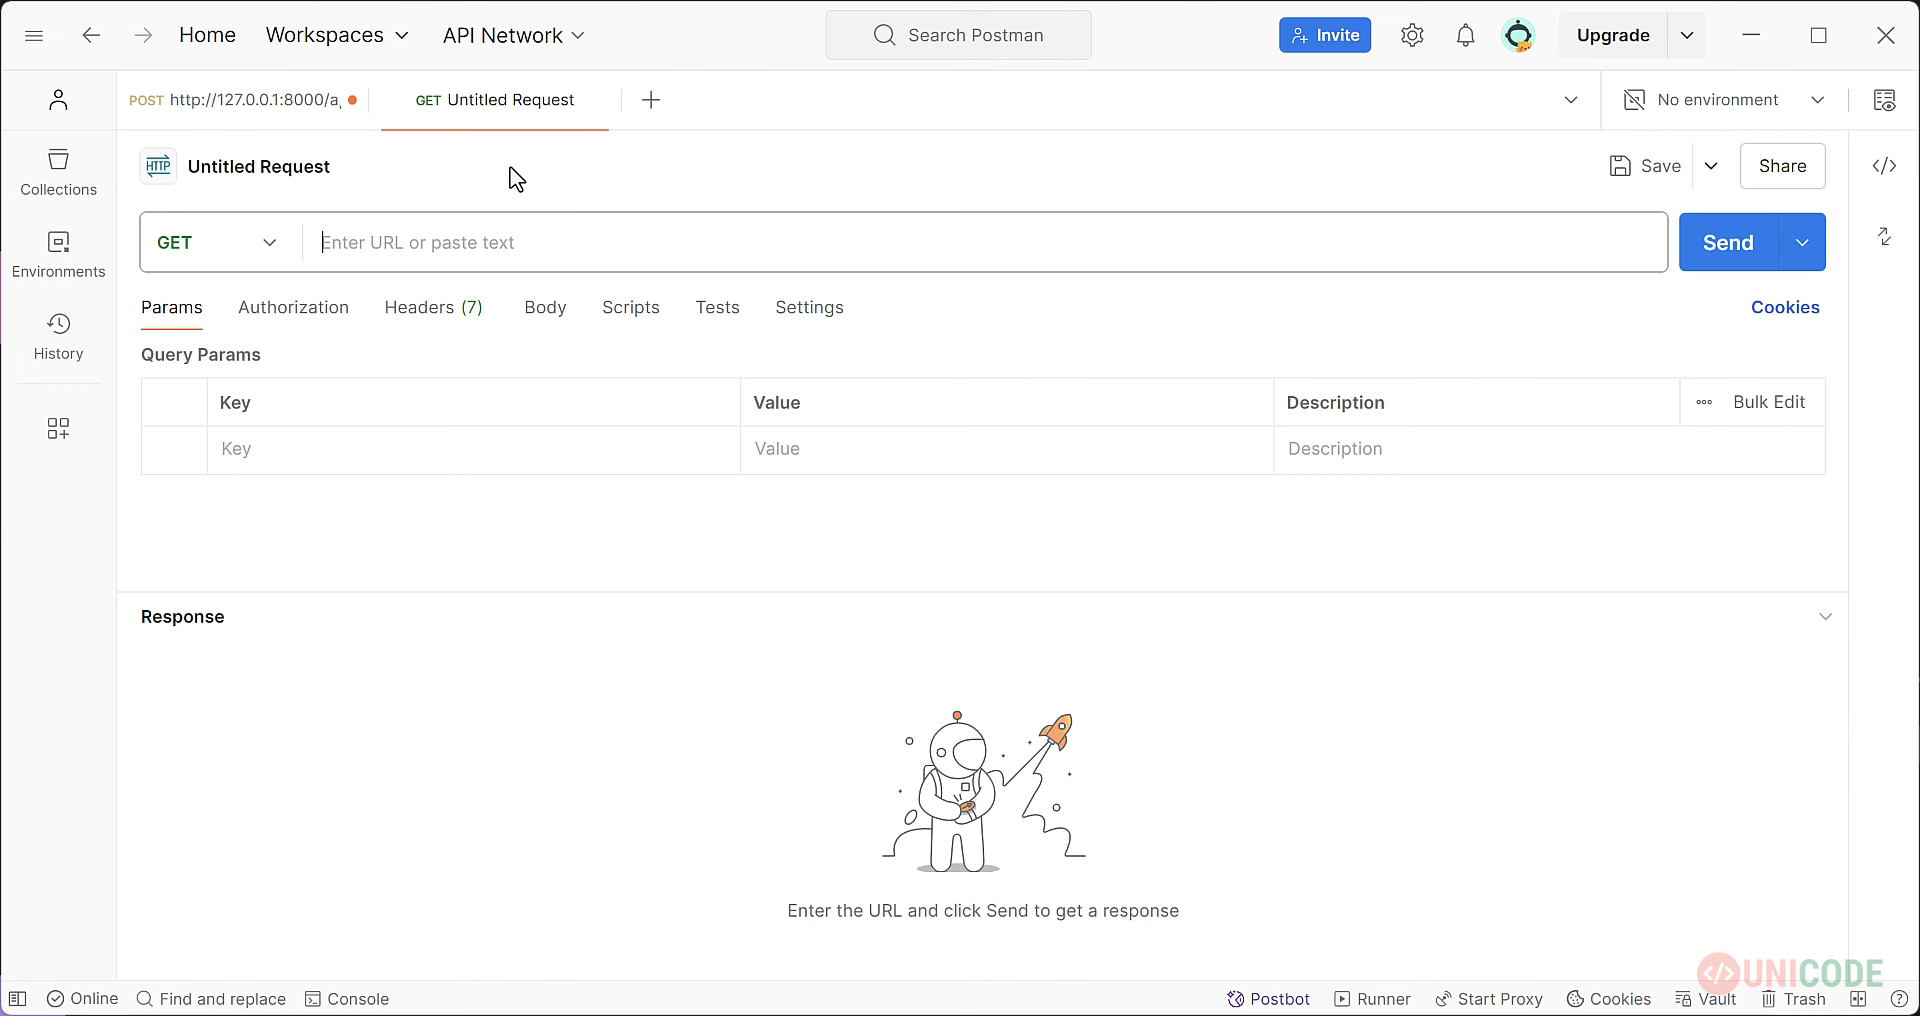 Home Workspaces API Network Search Postman Invite Upgrade
POST http://127.0.0.1:8000/a, GET Untitled Request No environment
HTTP Untitled Request Save Share
Collections
GET Enter URL or paste text Send
Environments
Params Authorization Headers (7) Body Scripts Tests Settings Cookies
History
Query Params
Key Value Description Bulk Edit
Key Value Description
Response
Enter the URL and click Send to get a response
UNICODE
Online Find and replace Console Postbot Runner Start Proxy Cookies Vault Trash